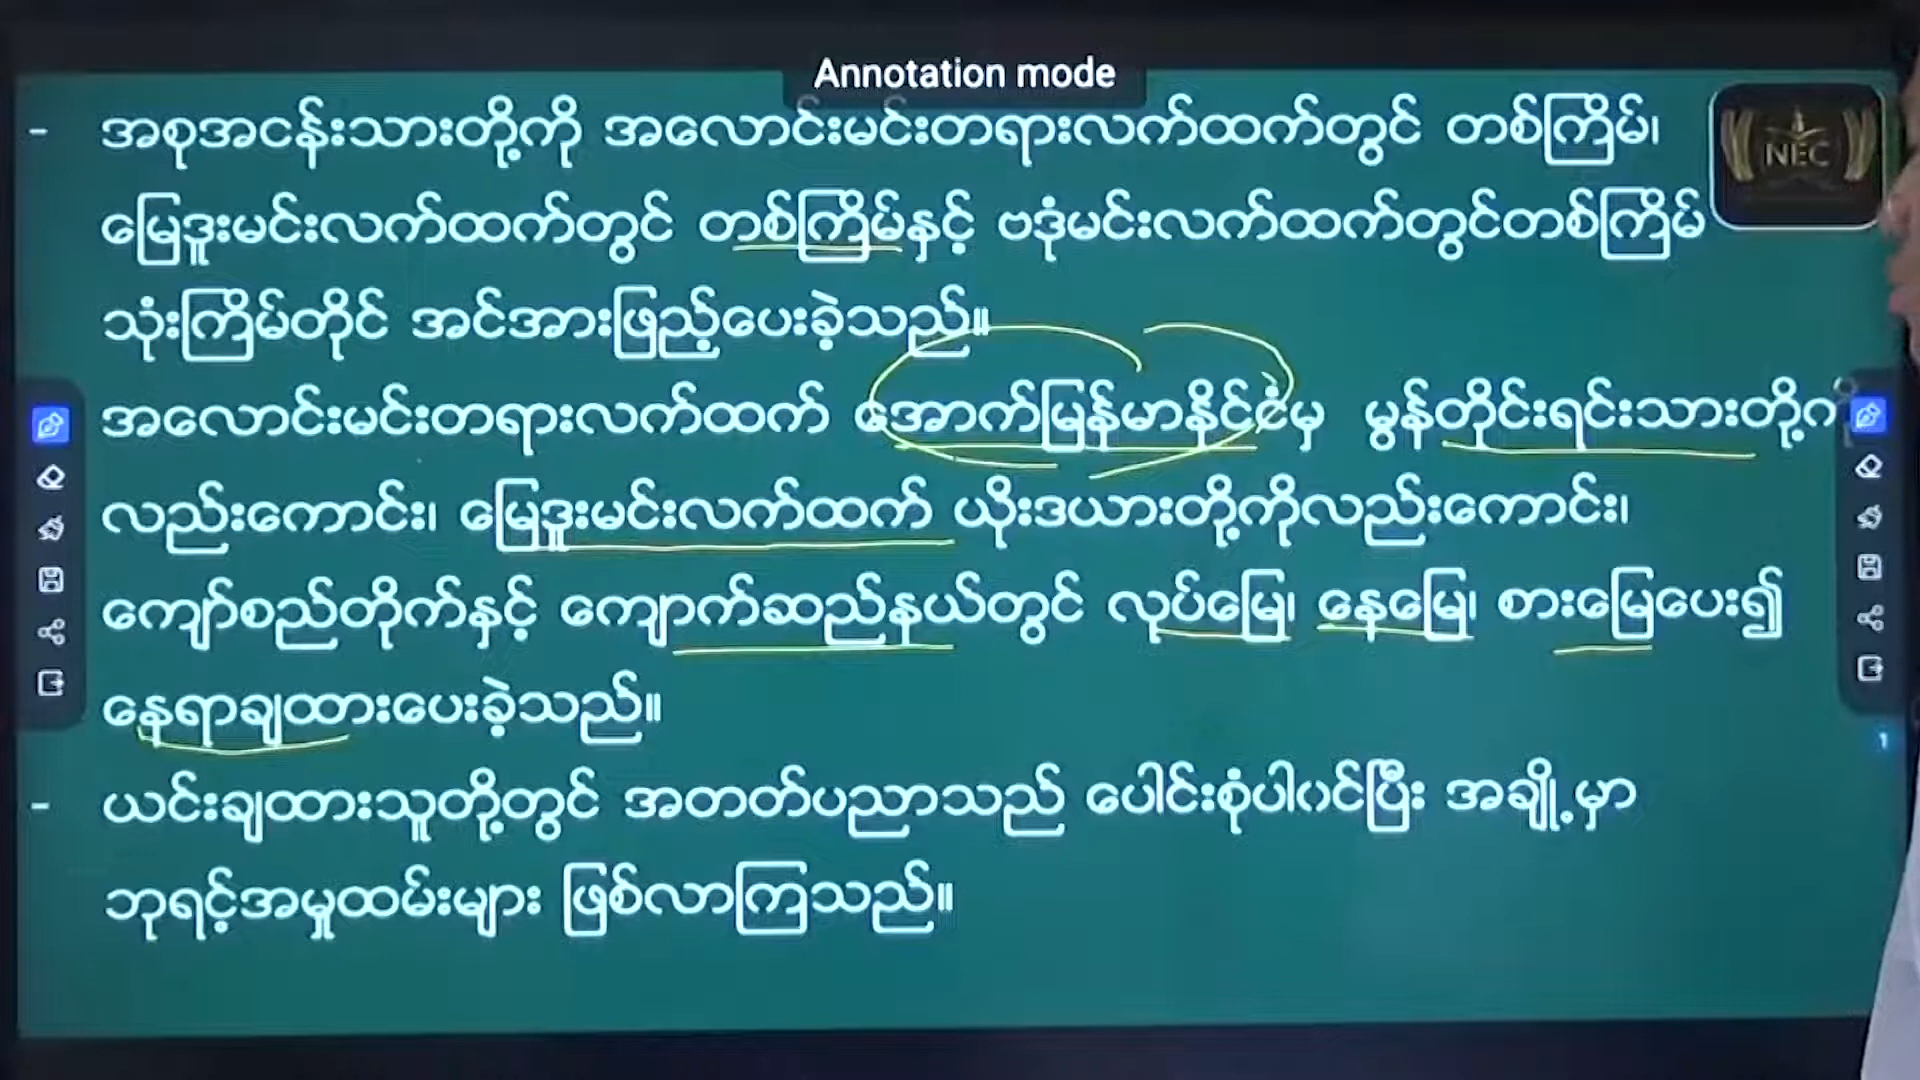 Annotation mode
- အစုအငန်းသားတို့ကို အလောင်းမင်းတရားလက်ထက်တွင် တစ်ကြိမ်၊
NEC
မြေဒူးမင်းလက်ထက်တွင် တစ်ကြိမ်နှင့် ဗဒုံမင်းလက်ထက်တွင်တစ်ကြိမ်
သုံးကြိမ်တိုင် အင်အားဖြည့်ပေးခဲ့သည်။
အလောင်းမင်းတရားလက်ထက် အောက်မြန်မာနိုင်ငံမှ မွန်တိုင်းရင်းသားတို့ကို
လည်းကောင်း၊ မြေဒူးမင်းလက်ထက် ယိုးဒယားတို့ကိုလည်းကောင်း၊
ကျော်စည်တိုက်နှင့် ကျောက်ဆည်နယ်တွင် လုပ်မြေ၊ နေမြေ၊ စားမြေပေး၍
နေရာချထားပေးခဲ့သည်။
1
- ယင်းချထားသူတို့တွင် အတတ်ပညာသည် ပေါင်းစုံပါဝင်ပြီး အချို့မှာ
ဘုရင့်အမှုထမ်းများ ဖြစ်လာကြသည်။